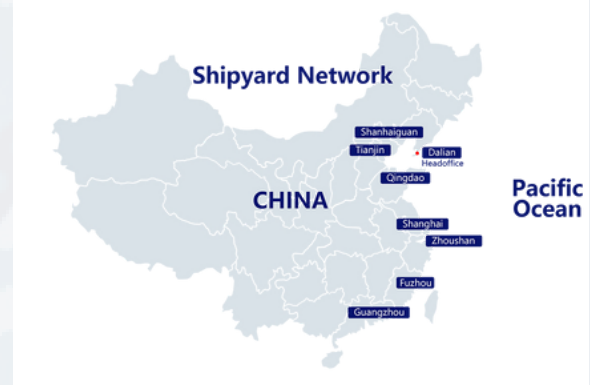 Shipyard Network
Shanhaiguan
Tianjin
Dalian
Headoffice
Qingdao
CHINA
Pacific
Ocean
Shanghai
Zhoushan
Fuzhou
Guangzhou